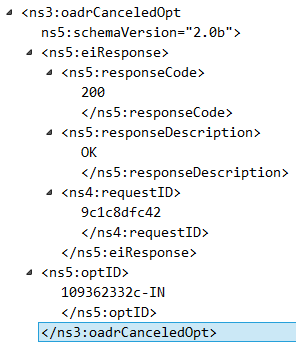 <ns3:oadrCanceledOpt
ns5:schemaVersion="2.0b">
<ns5:eiResponse>
<ns5:responseCode>
200
</ns5:responseCode>
<ns5:responseDescription>
OK
</ns5:responseDescription>
<ns4:requestID>
9c1c8dfc42
</ns4:requestID>
</ns5:eiResponse>
<ns5:optID>
109362332c-IN
</ns5:optID>
</ns3:oadrCanceledOpt>